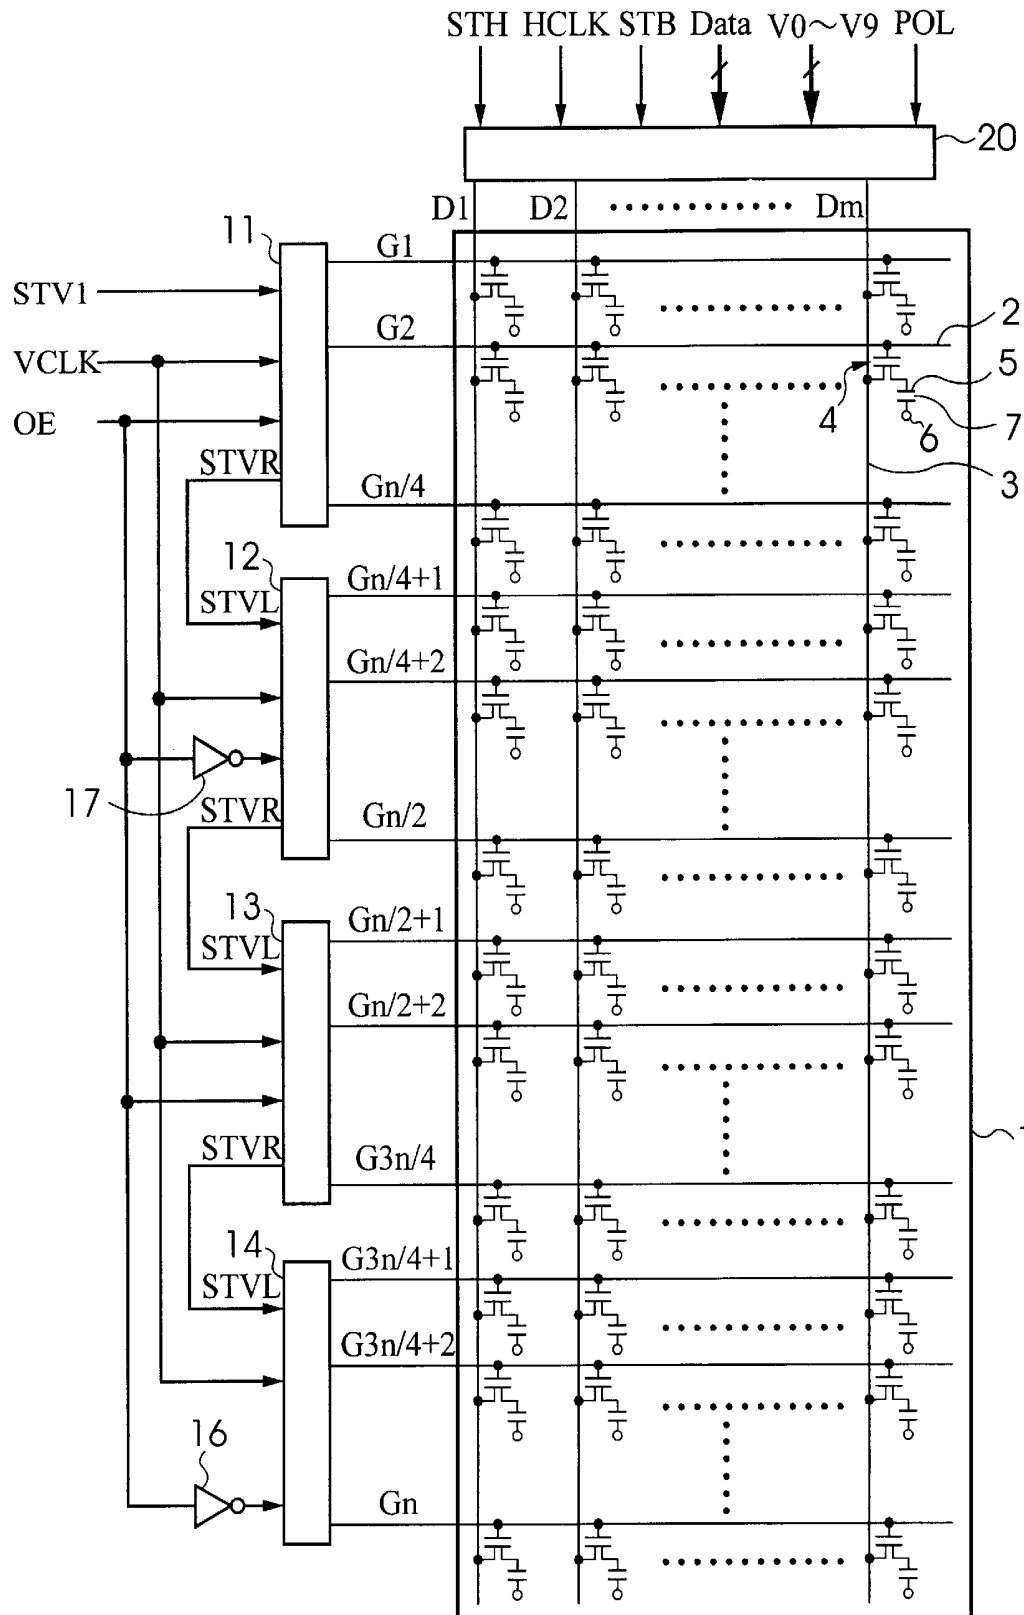 STH HCLK STB Data V0～V9 POL
20
D1 D2 Dm
11
G1
STV1
G2
2
VCLK
4
5
7
6
OE
STVR
Gn/4
3
12
Gn/4+1
STVL
Gn/4+2
17
STVR
Gn/2
13
Gn/2+1
STVL
Gn/2+2
STVR
G3n/4
14
G3n/4+1
STVL
G3n/4+2
16
Gn